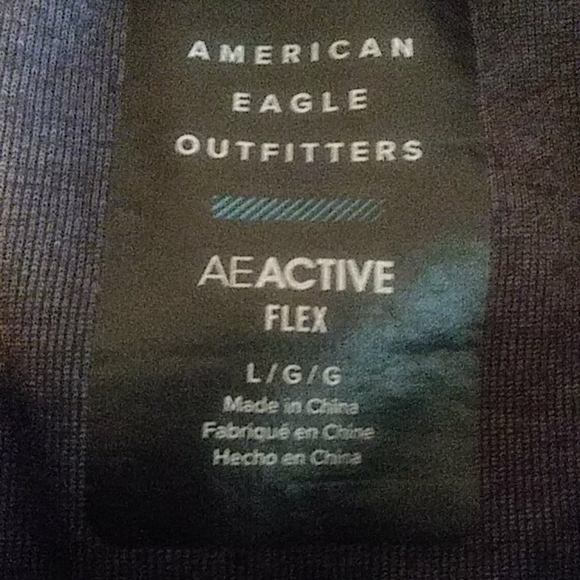 AMERICAN
EAGLE
OUTFITTERS
AEACTIVE
FLEX
L/G/G
Made in China
Fabriqué en Chine
Hecho en China